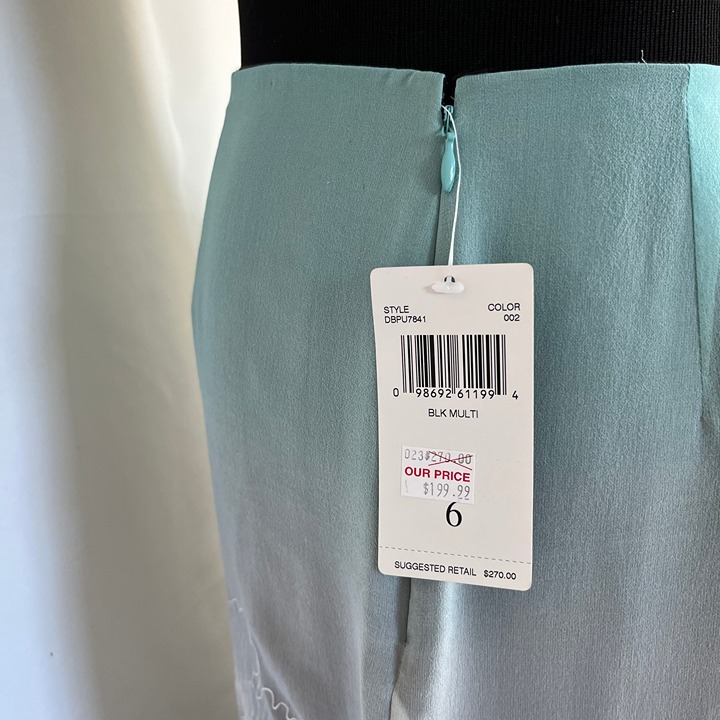 STYLE
DBPU7841
COLOR
002
0 98692 61199 4
BLK MULTI
023 $270.00
OUR PRICE
$199.99
6
SUGGESTED RETAIL $270.00